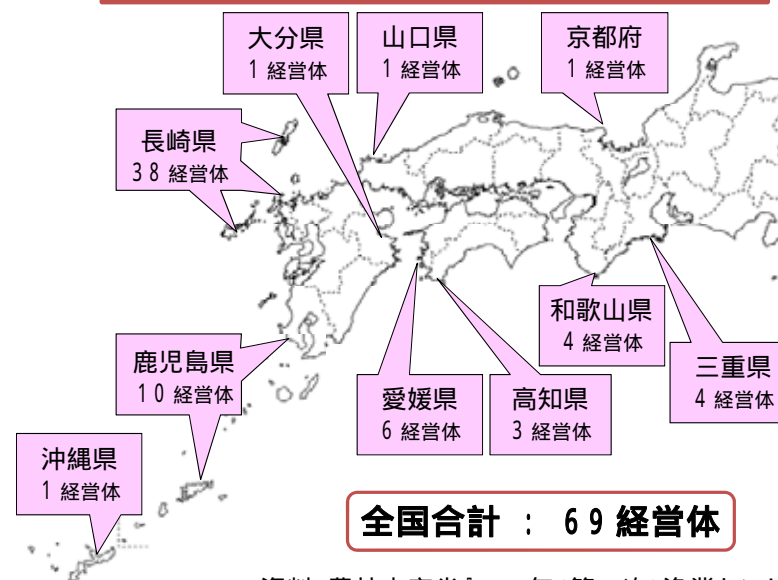 大分県
1 経営体
山口県
1 経営体
京都府
1 経営体
長崎県
38 経営体
和歌山県
4 経営体
三重県
4 経営体
鹿児島県
10 経営体
愛媛県
6 経営体
高知県
3 経営体
沖縄県
1 経営体
全国合計 : 69 経営体